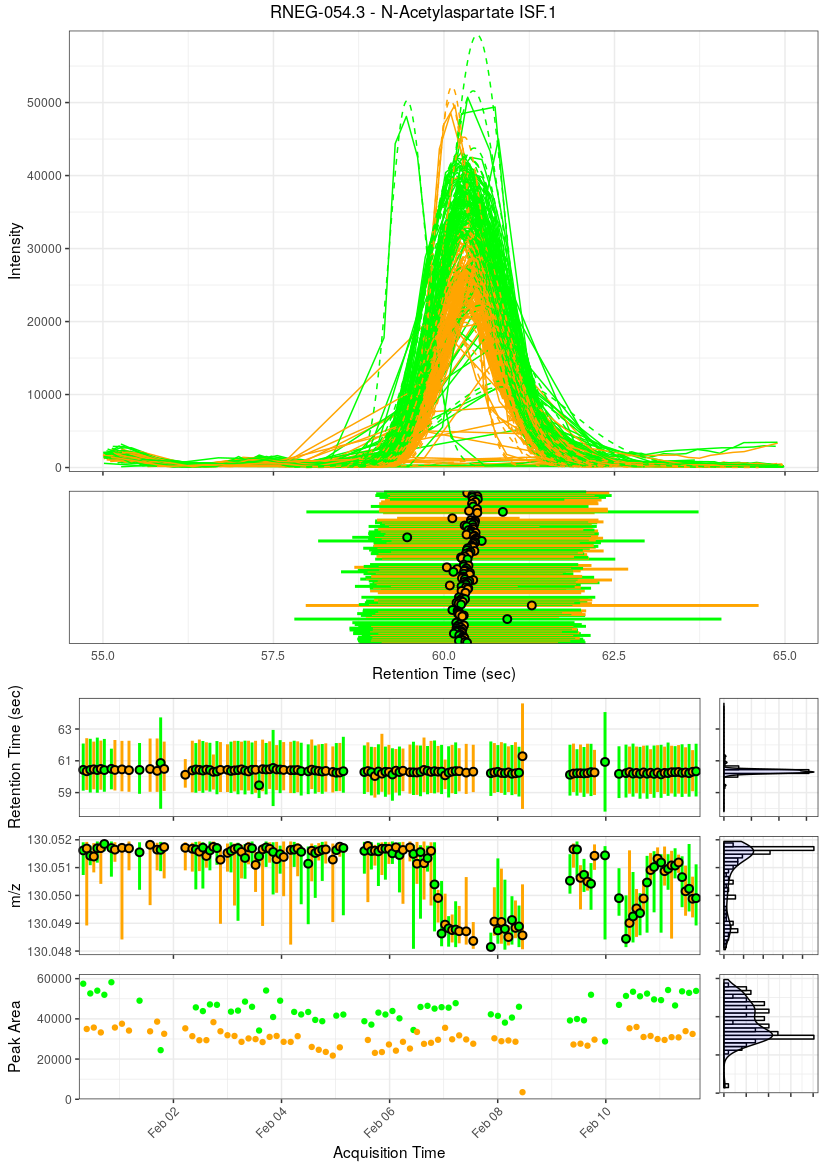 RNEG-054.3 - N-Acetylaspartate ISF.1
Intensity
50000
40000
30000
20000
10000
0
55.0 57.5 60.0 62.5 65.0
Retention Time (sec)
Retention Time (sec)
63
61
59
m/z
130.052
130.051
130.050
130.049
130.048
Peak Area
60000
40000
20000
0
Feb 02 Feb 04 Feb 06 Feb 08 Feb 10
Acquisition Time